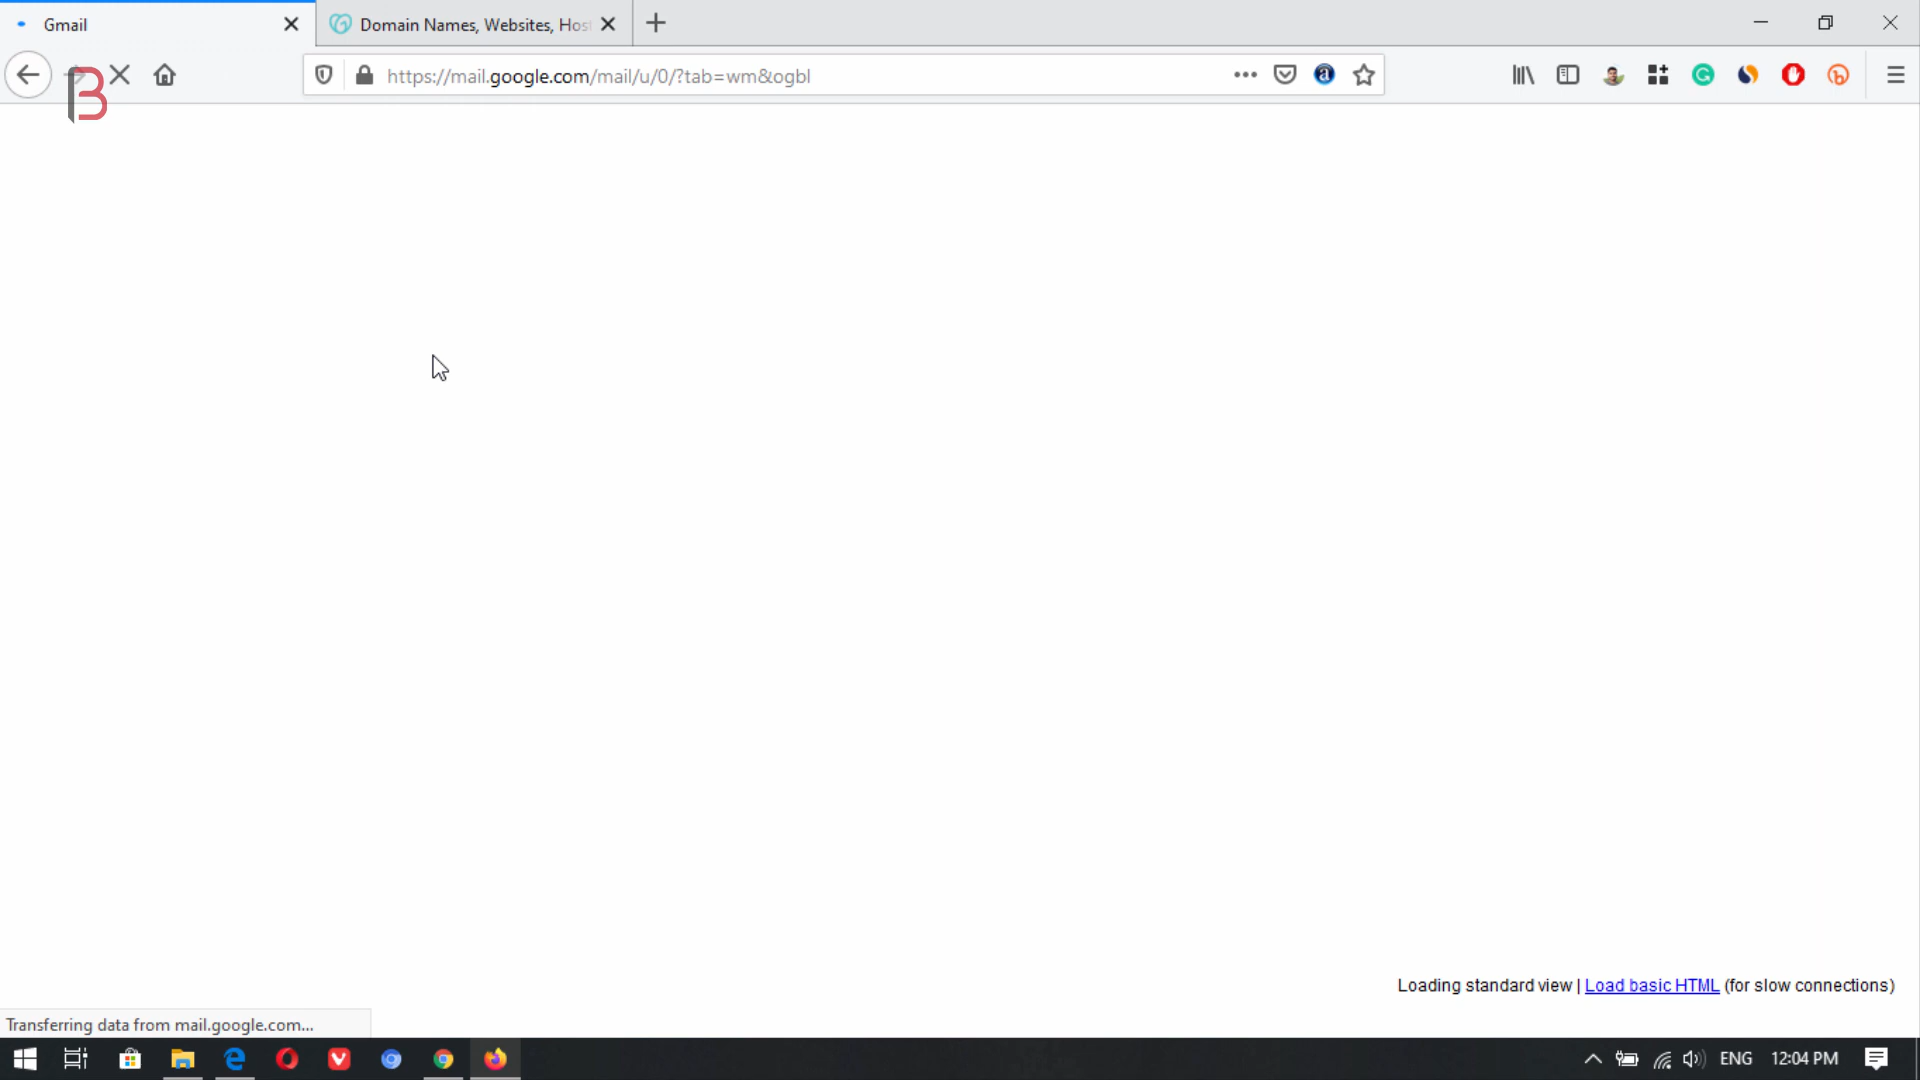 Gmail
Domain Names, Websites, Hos
https://mail.google.com/mail/u/0/?tab=wm&ogbl
Loading standard view | Load basic HTML (for slow connections)
Transferring data from mail.google.com...
ENG 12:04 PM